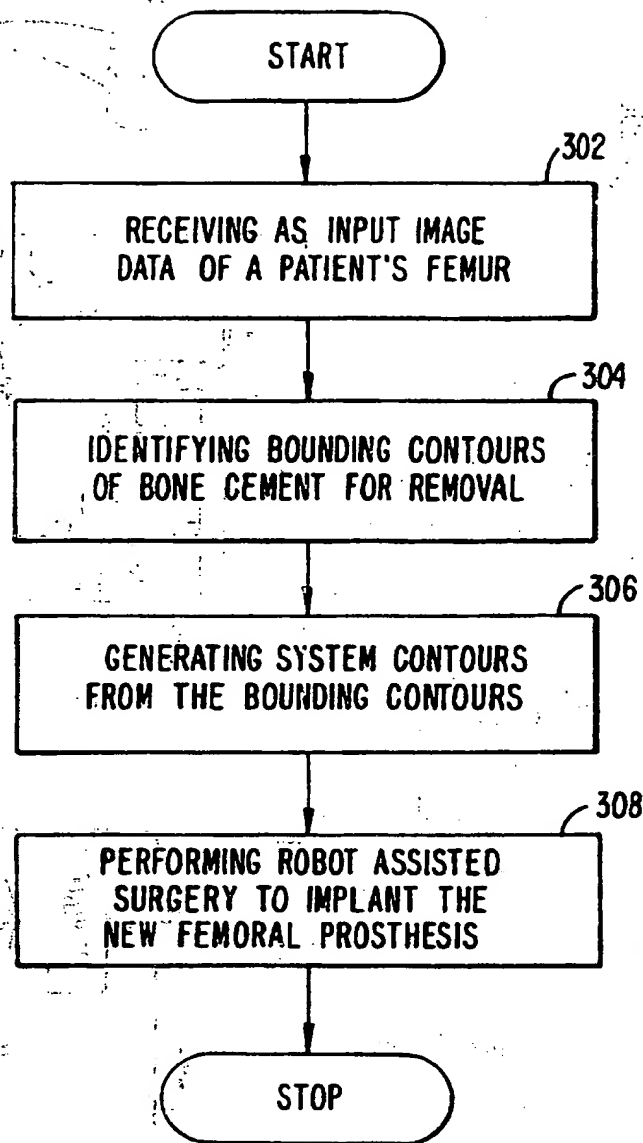 START
302
RECEIVING AS INPUT IMAGE
DATA OF A PATIENT'S FEMUR
304
IDENTIFYING BOUNDING CONTOURS
OF BONE CEMENT FOR REMOVAL
306
GENERATING SYSTEM CONTOURS
FROM THE BOUNDING CONTOURS
308
PERFORMING ROBOT ASSISTED
SURGERY TO IMPLANT THE
NEW FEMORAL PROSTHESIS
STOP